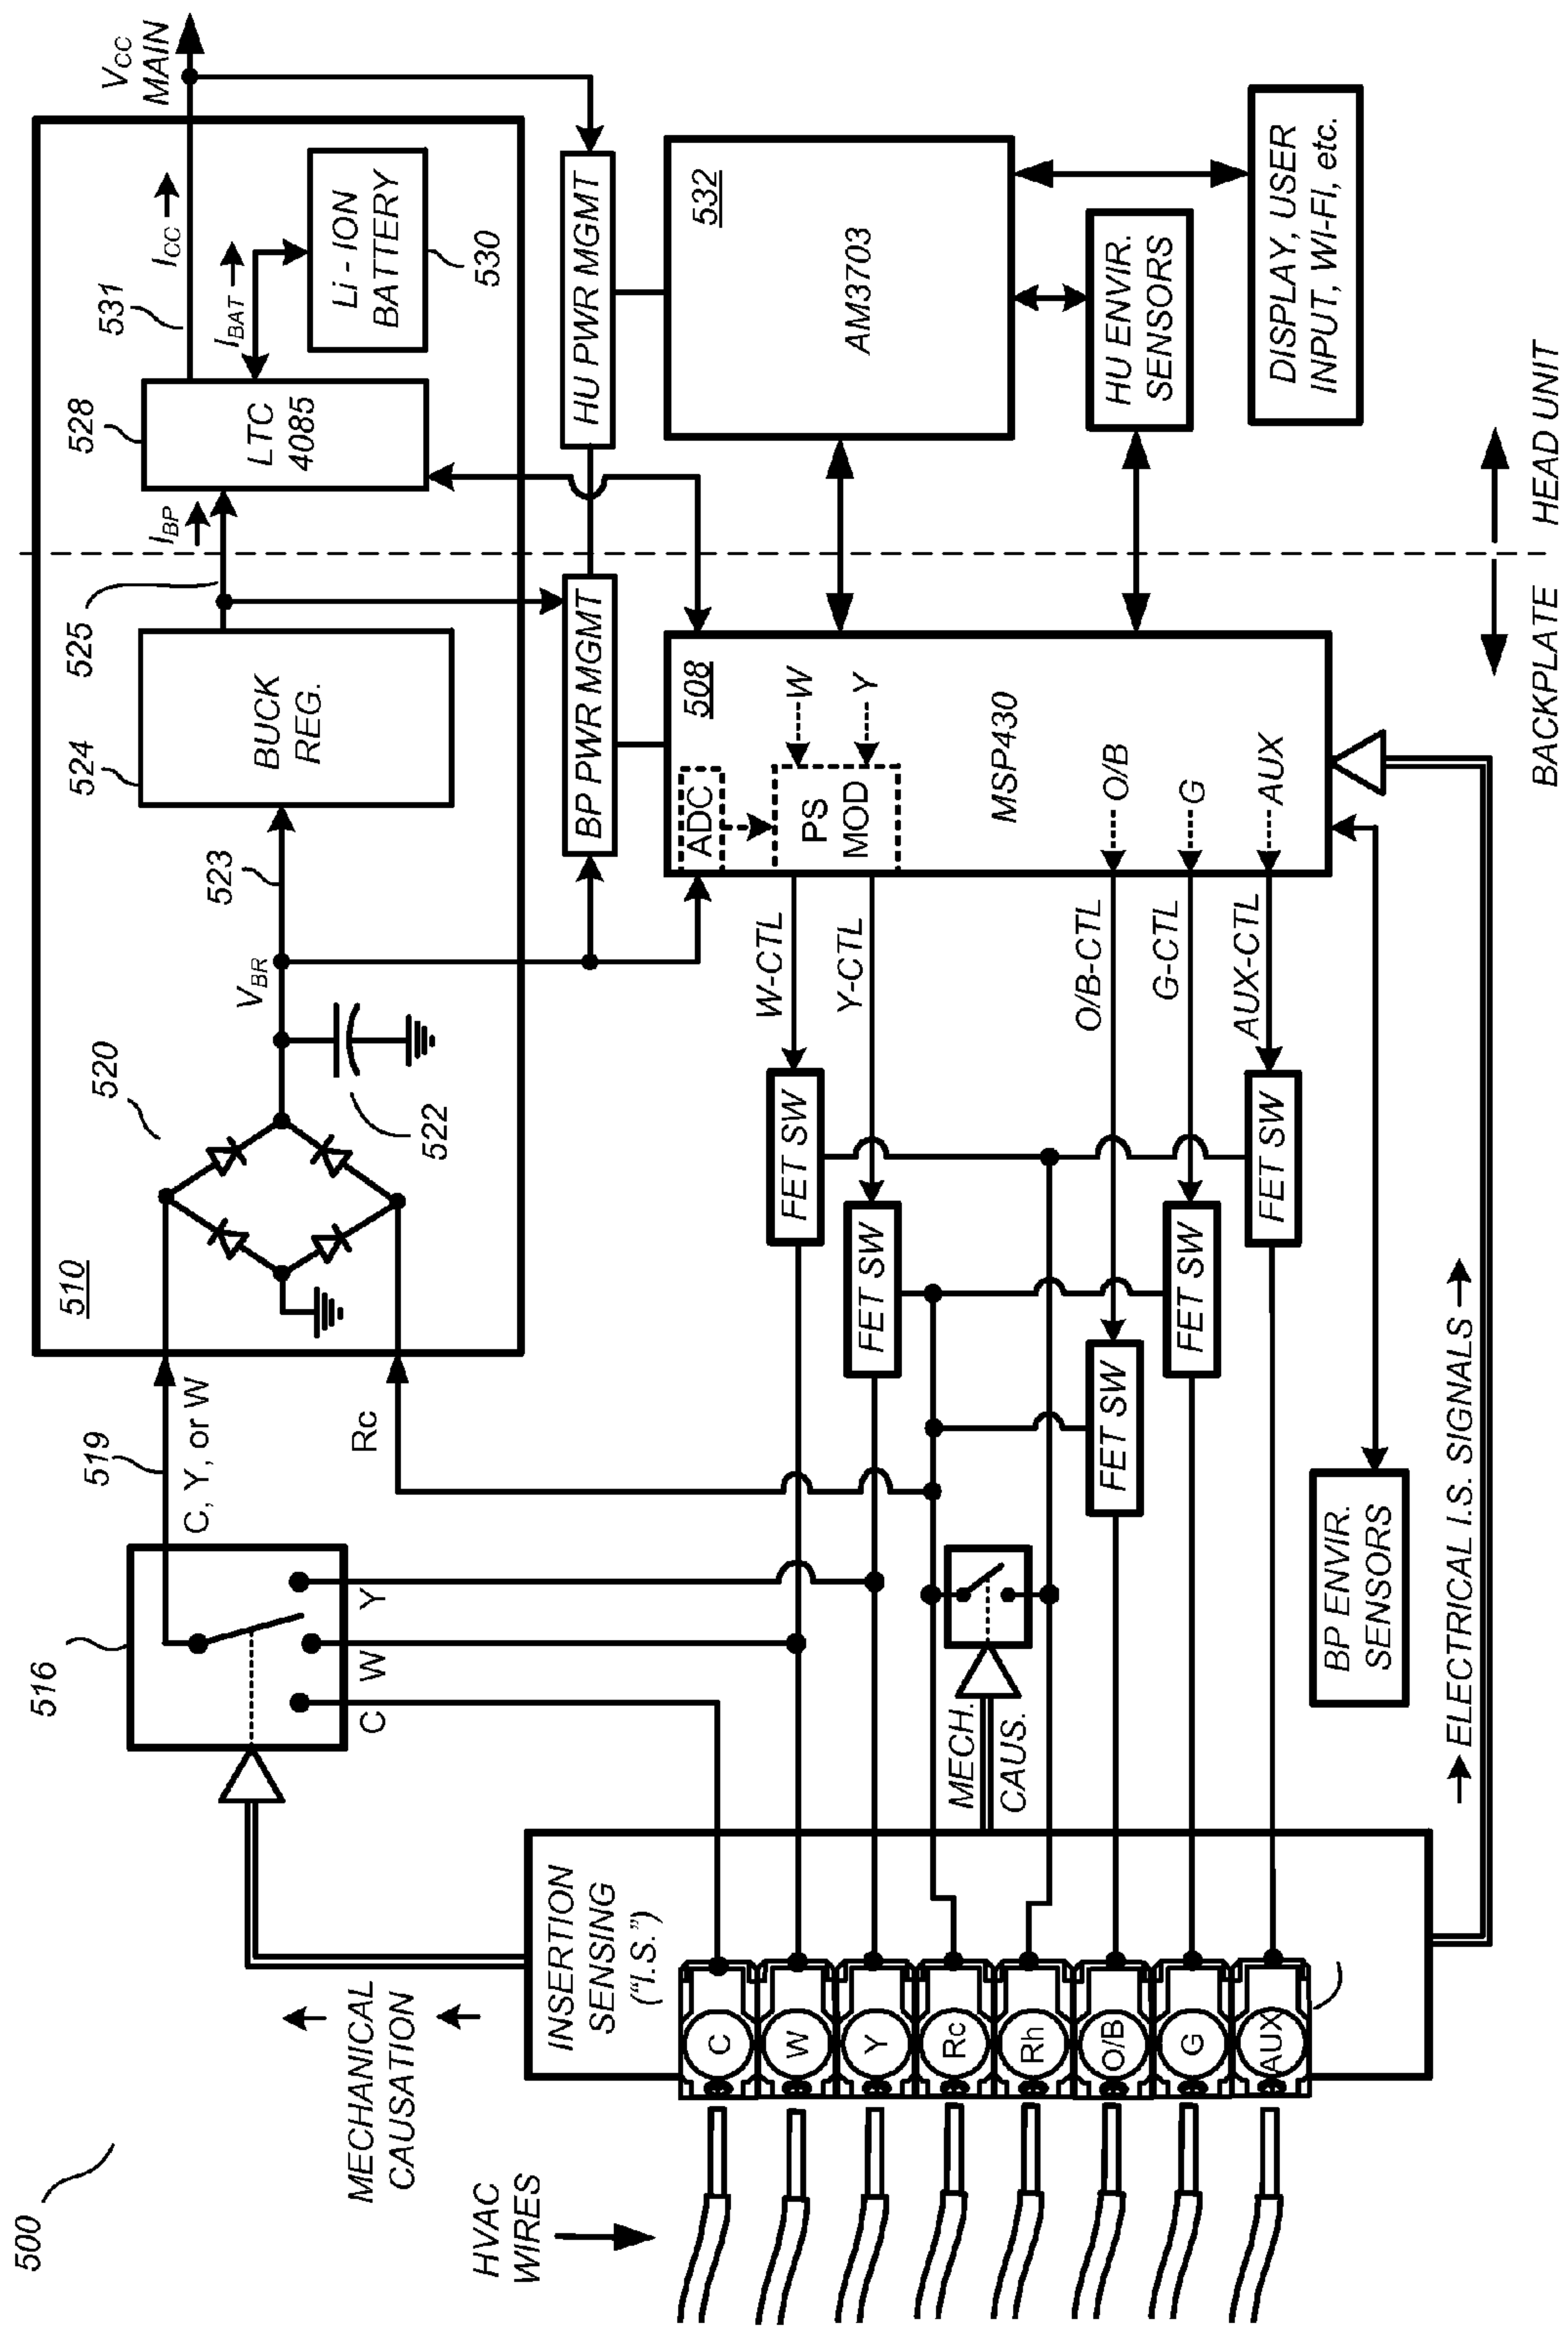 500
HVAC
WIRES
MECHANICAL
CAUSATION
INSERTION
SENSING
("I.S.")
C
W
Y
Rc
Rh
O/B
G
AUX
516
C
W
Y
519
C, Y, or W
Rc
MECH.
CAUS.
510
520
522
VBR
523
524
BUCK
REG.
525
IBP
528
LTC
4085
531
ICC
IBAT
Li - ION
BATTERY
530
VCC
MAIN
BP PWR MGMT
HU PWR MGMT
508
ADC
PS
MOD
W
Y
MSP430
O/B
G
AUX
W-CTL
Y-CTL
O/B-CTL
G-CTL
AUX-CTL
FET SW
FET SW
FET SW
FET SW
FET SW
532
AM3703
HU ENVIR.
SENSORS
DISPLAY, USER
INPUT, WI-FI, etc.
BP ENVIR.
SENSORS
ELECTRICAL I.S. SIGNALS
BACKPLATE
HEAD UNIT